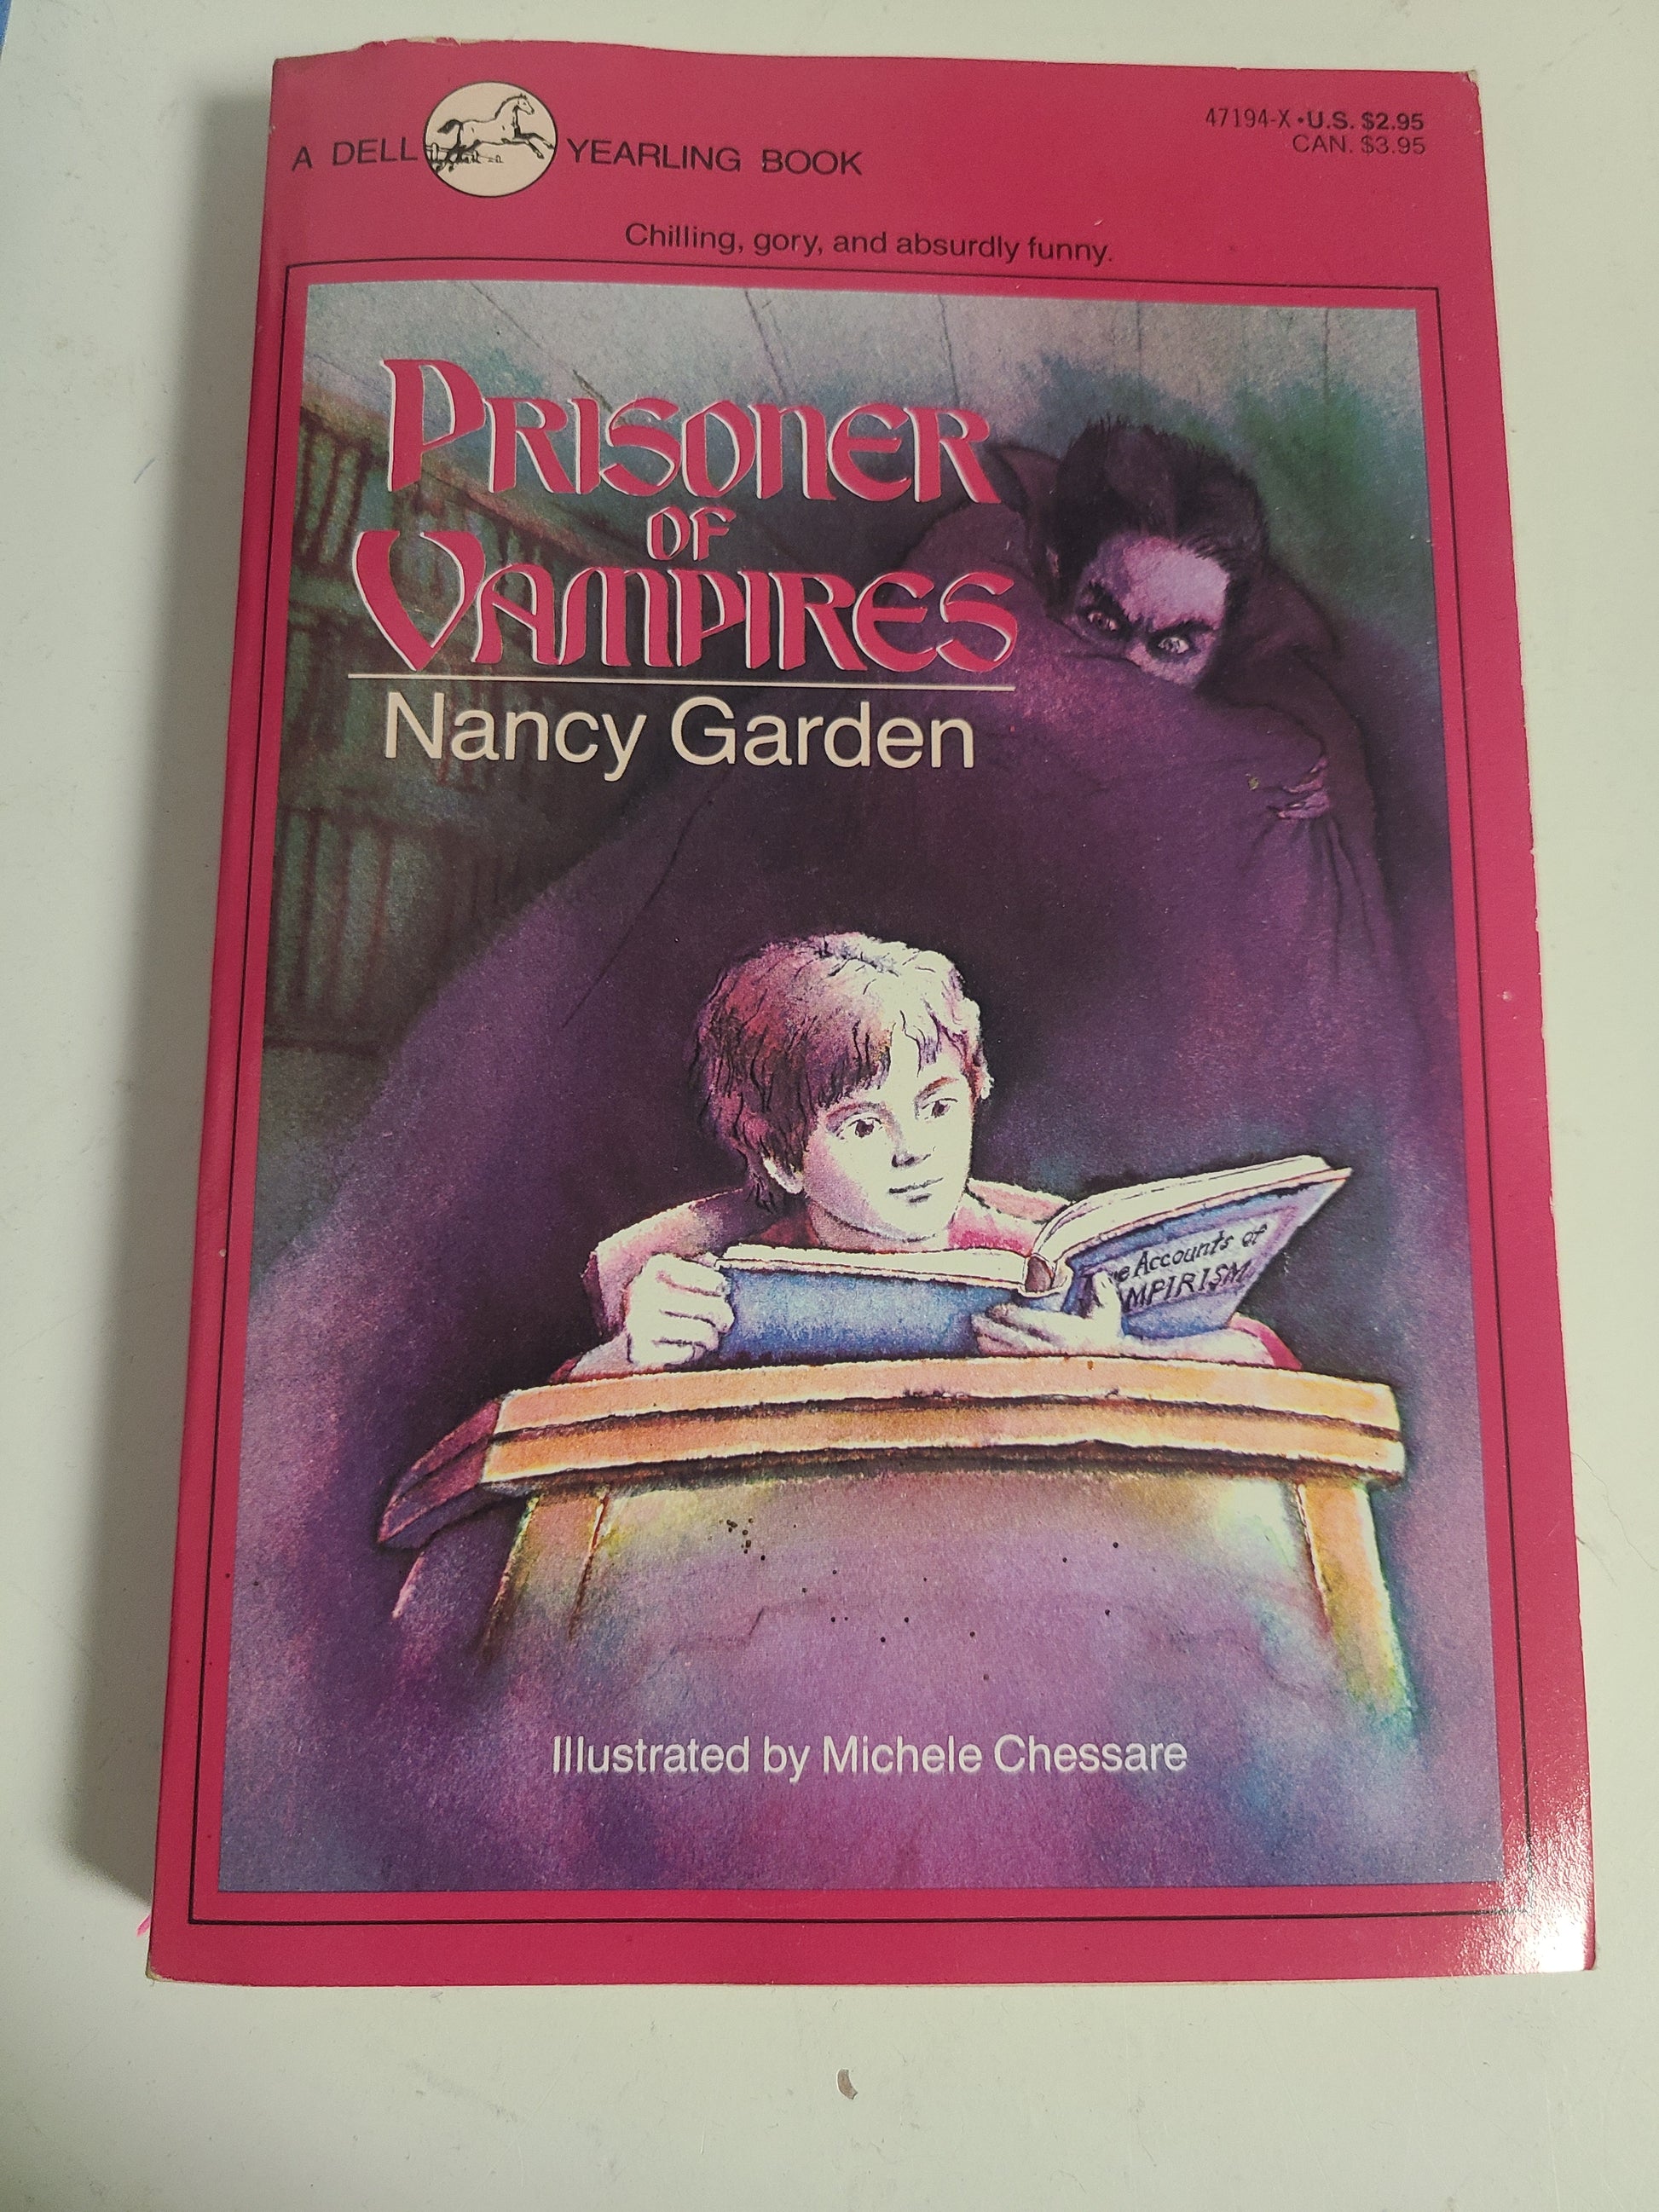 A DELL YEARLING BOOK
47194-X • U.S. $2.95
CAN. $3.95
Chilling, gory, and absurdly funny.
PRISONER
OF
VAMPIRES
Nancy Garden
Accounts of
Illustrated by Michele Chessare